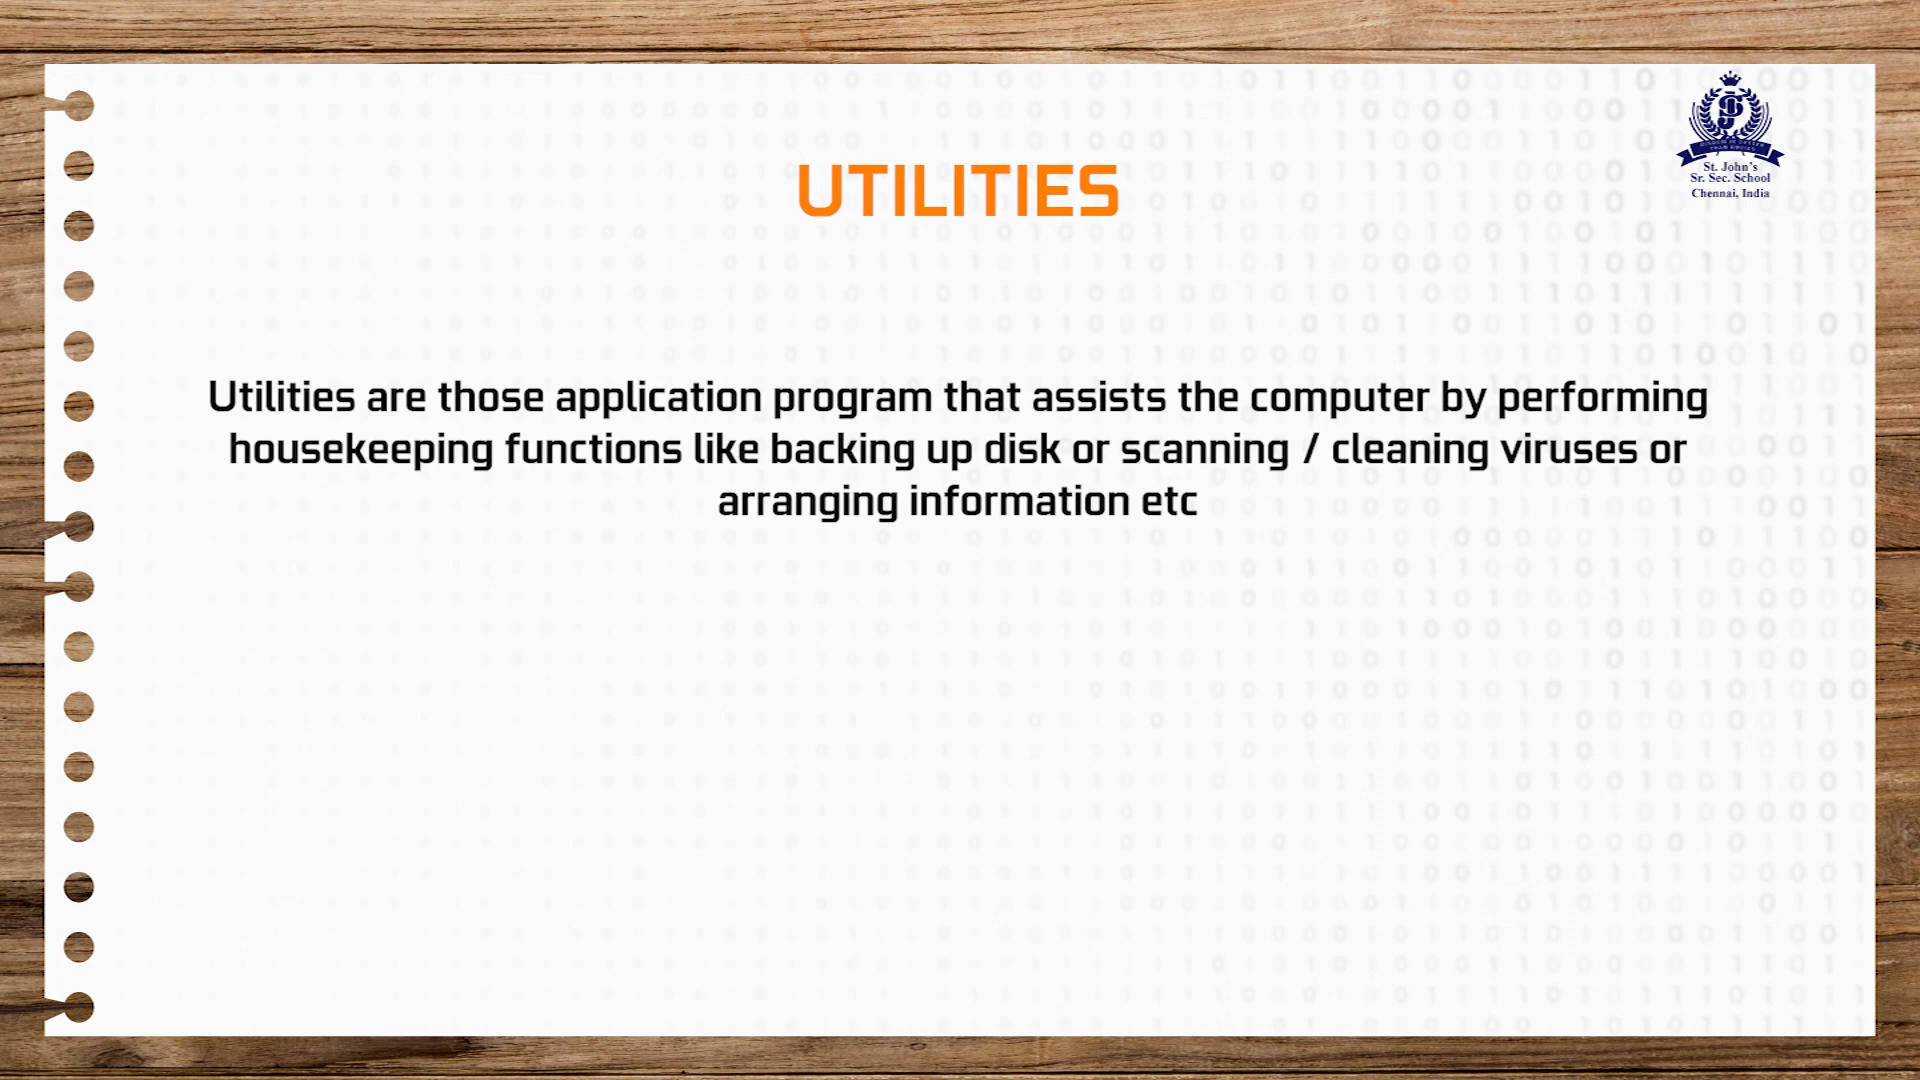 UTILITIES
St. John's
Sr. Sec. School
Chennai, India
Utilities are those application program that assists the computer by performing
housekeeping functions like backing up disk or scanning / cleaning viruses or
arranging information etc